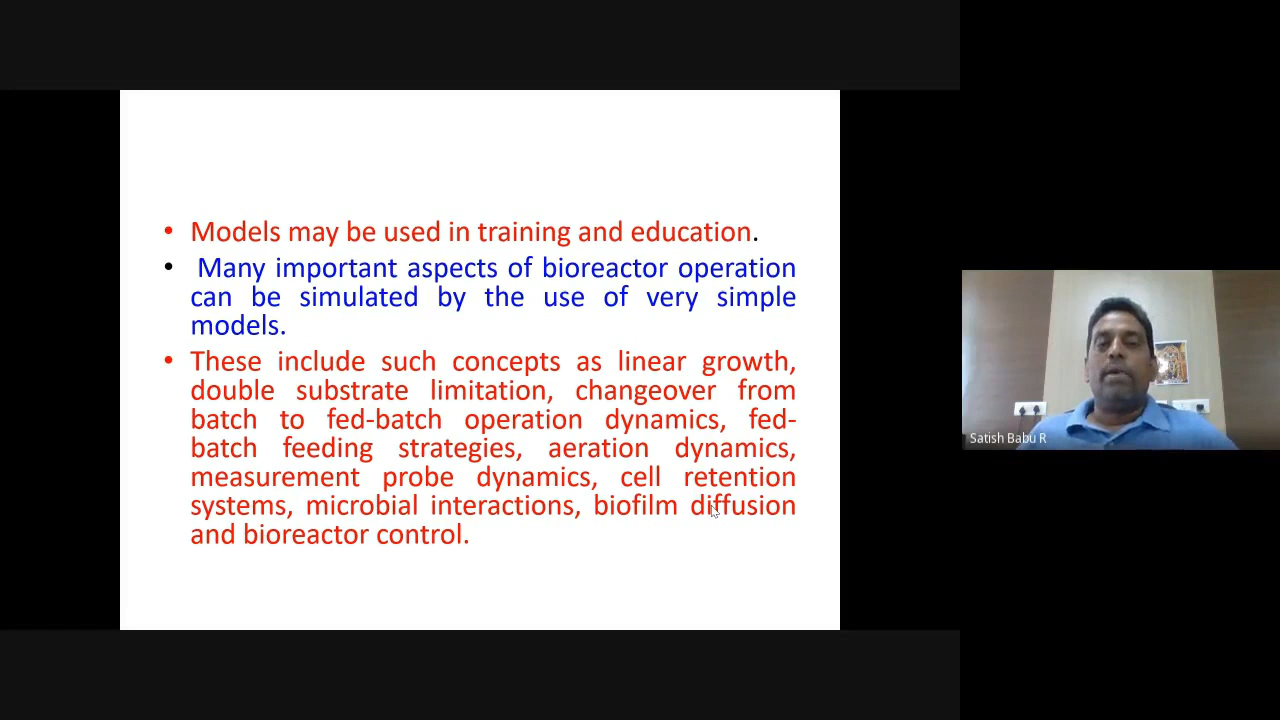 • Models may be used in training and education.
• Many important aspects of bioreactor operation
can be simulated by the use of very simple
models.
• These include such concepts as linear growth,
double substrate limitation, changeover from
batch to fed-batch operation dynamics, fed-
batch feeding strategies, aeration dynamics,
measurement probe dynamics, cell retention
systems, microbial interactions, biofilm diffusion
and bioreactor control.
Satish Babu R